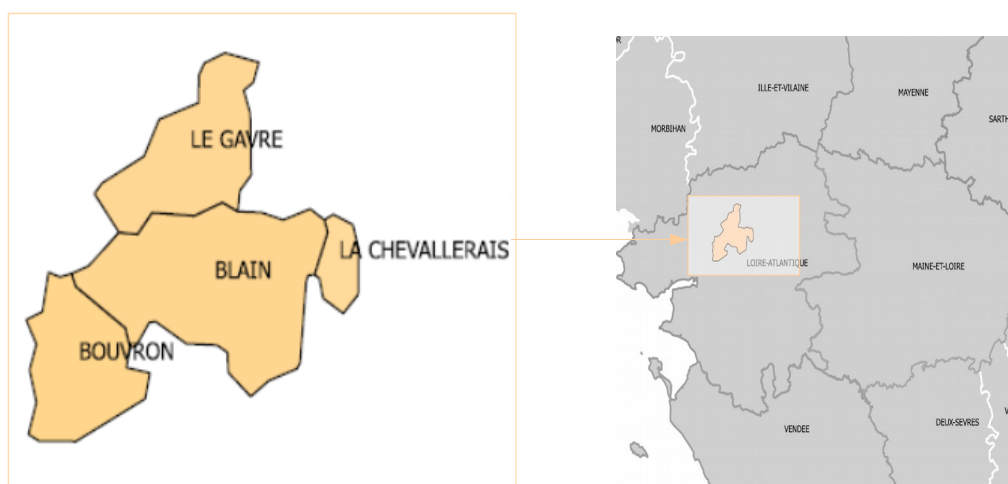 LE GAVRE
LA CHEVALLERAIS
BLAIN
BOUVRON
ILLE-ET-VILAINE
MAYENNE
SARTH
MORBIHAN
LOIRE-ATLANTIQUE
MAINE-ET-LOIRE
VENDEE
DEUX-SEVRES